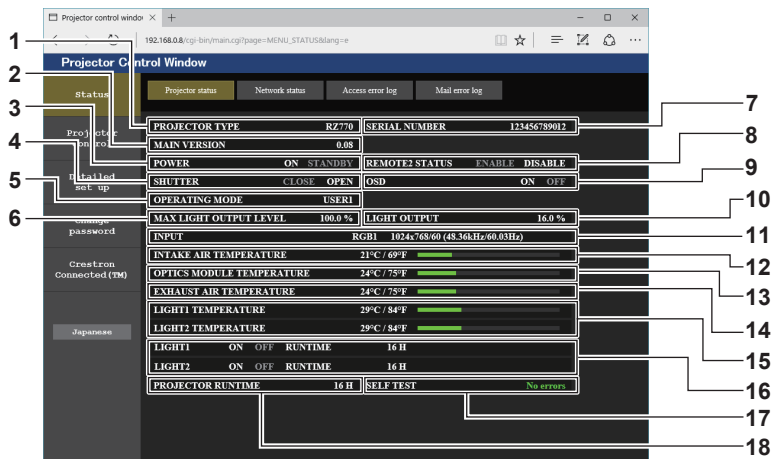 Projector control windov × +
192.168.0.8/cgi-bin/main.cgi?page=MENU_STATUS&lang=e
Projector Control Window
Status
Projector status Network status Access error log Mail error log
Projector control
Detailed set up
Change password
Crestron Connected(TM)
Japanese
PROJECTOR TYPE RZ770 SERIAL NUMBER 123456789012
MAIN VERSION 0.08
POWER ON STANDBY REMOTE2 STATUS ENABLE DISABLE
SHUTTER CLOSE OPEN OSD ON OFF
OPERATING MODE USER1
MAX LIGHT OUTPUT LEVEL 100.0 % LIGHT OUTPUT 16.0 %
INPUT RGB1 1024x768/60 (48.36kHz/60.03Hz)
INTAKE AIR TEMPERATURE 21°C / 69°F
OPTICS MODULE TEMPERATURE 24°C / 75°F
EXHAUST AIR TEMPERATURE 24°C / 75°F
LIGHT1 TEMPERATURE 29°C / 84°F
LIGHT2 TEMPERATURE 29°C / 84°F
LIGHT1 ON OFF RUNTIME 16 H
LIGHT2 ON OFF RUNTIME 16 H
PROJECTOR RUNTIME 16 H SELF TEST No errors
1
2
3
4
5
6
7
8
9
10
11
12
13
14
15
16
17
18